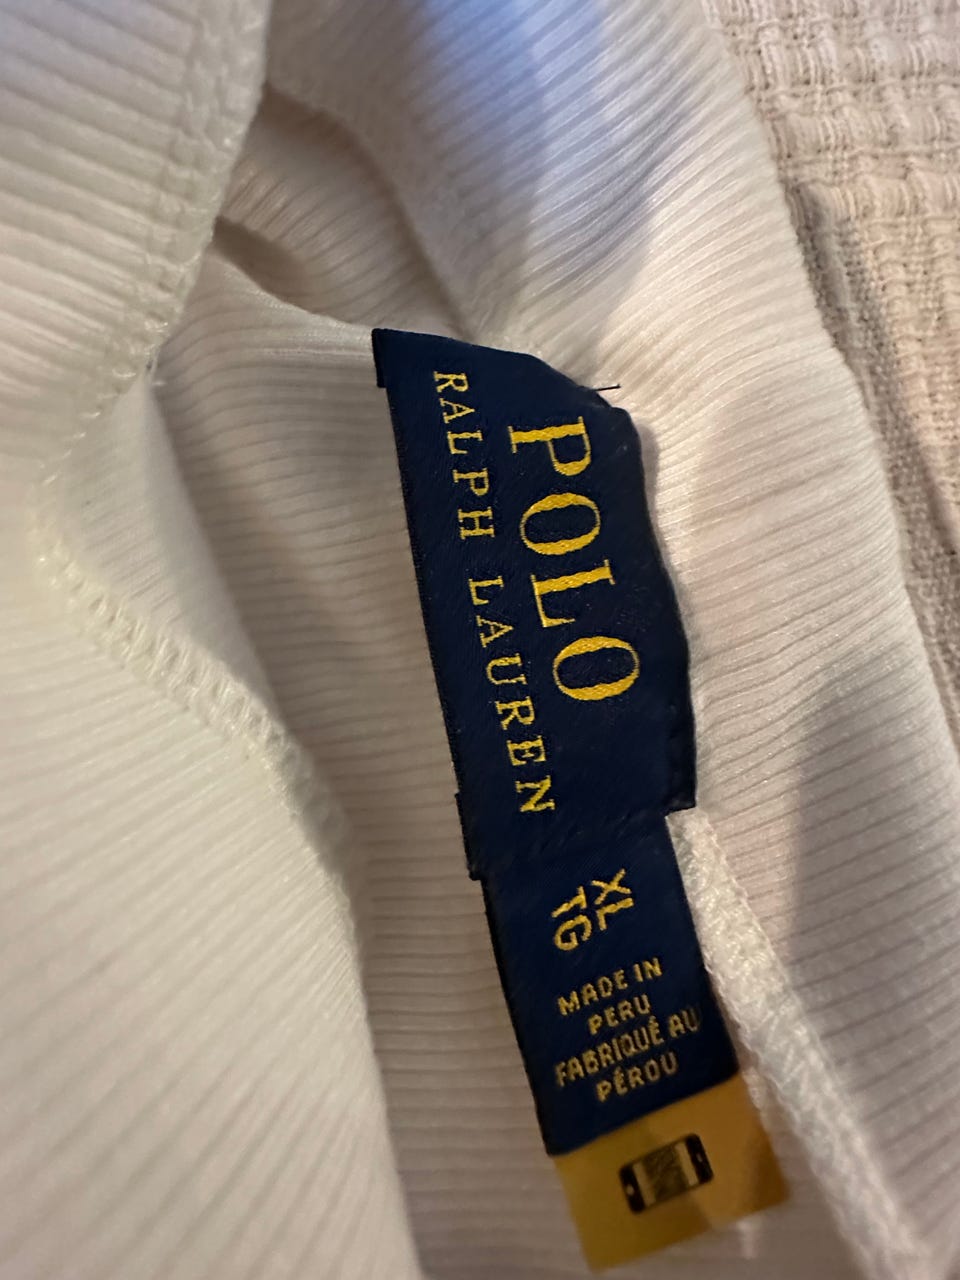 POLO
RALPH LAUREN
XL
TG
MADE IN
PERU
FABRIQUÉ AU
PÉROU